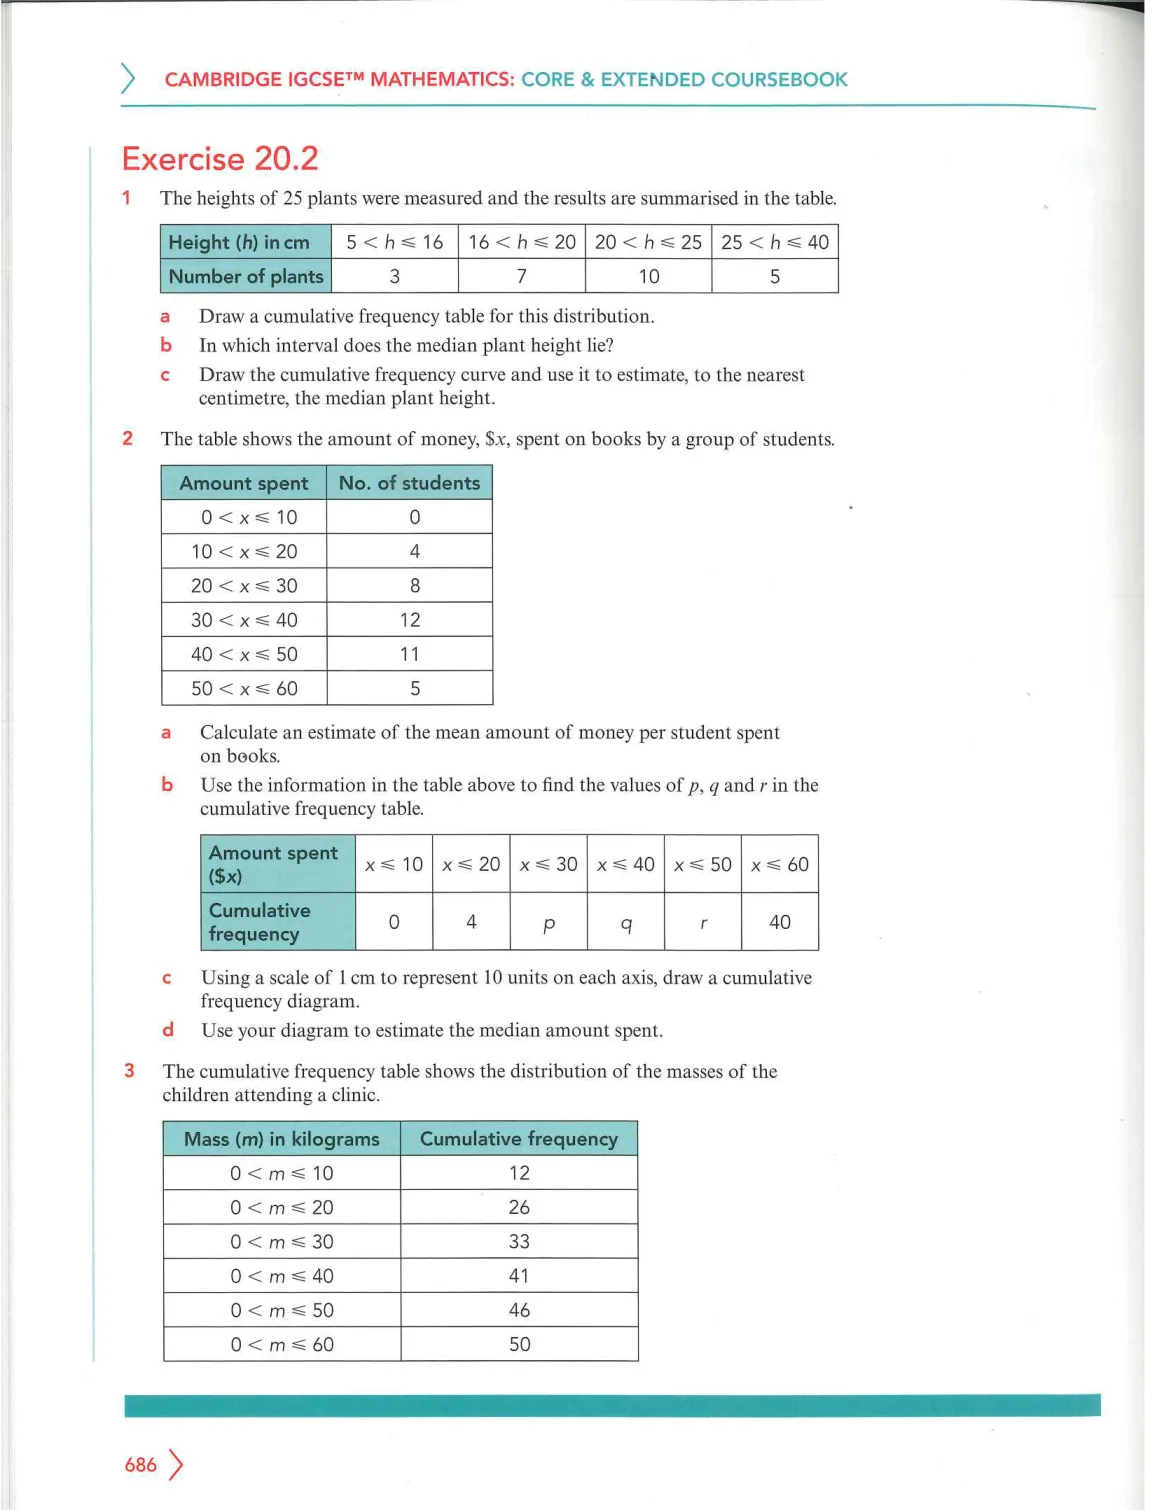 CAMBRIDGE IGCSE™ MATHEMATICS: CORE & EXTENDED COURSEBOOK
Exercise 20.2
1 The heights of 25 plants were measured and the results are summarised in the table.
Height (h) in cm 5 < h ⩽ 16 16 < h ⩽ 20 20 < h ⩽ 25 25 < h ⩽ 40
Number of plants 3 7 10 5
a Draw a cumulative frequency table for this distribution.
b In which interval does the median plant height lie?
c Draw the cumulative frequency curve and use it to estimate, to the nearest
centimetre, the median plant height.
2 The table shows the amount of money, $x, spent on books by a group of students.
Amount spent No. of students
0 < x ⩽ 10 0
10 < x ⩽ 20 4
20 < x ⩽ 30 8
30 < x ⩽ 40 12
40 < x ⩽ 50 11
50 < x ⩽ 60 5
a Calculate an estimate of the mean amount of money per student spent
on books.
b Use the information in the table above to find the values of p, q and r in the
cumulative frequency table.
Amount spent
($x) x ⩽ 10 x ⩽ 20 x ⩽ 30 x ⩽ 40 x ⩽ 50 x ⩽ 60
Cumulative
frequency 0 4 p q r 40
c Using a scale of 1 cm to represent 10 units on each axis, draw a cumulative
frequency diagram.
d Use your diagram to estimate the median amount spent.
3 The cumulative frequency table shows the distribution of the masses of the
children attending a clinic.
Mass (m) in kilograms Cumulative frequency
0 < m ⩽ 10 12
0 < m ⩽ 20 26
0 < m ⩽ 30 33
0 < m ⩽ 40 41
0 < m ⩽ 50 46
0 < m ⩽ 60 50
686